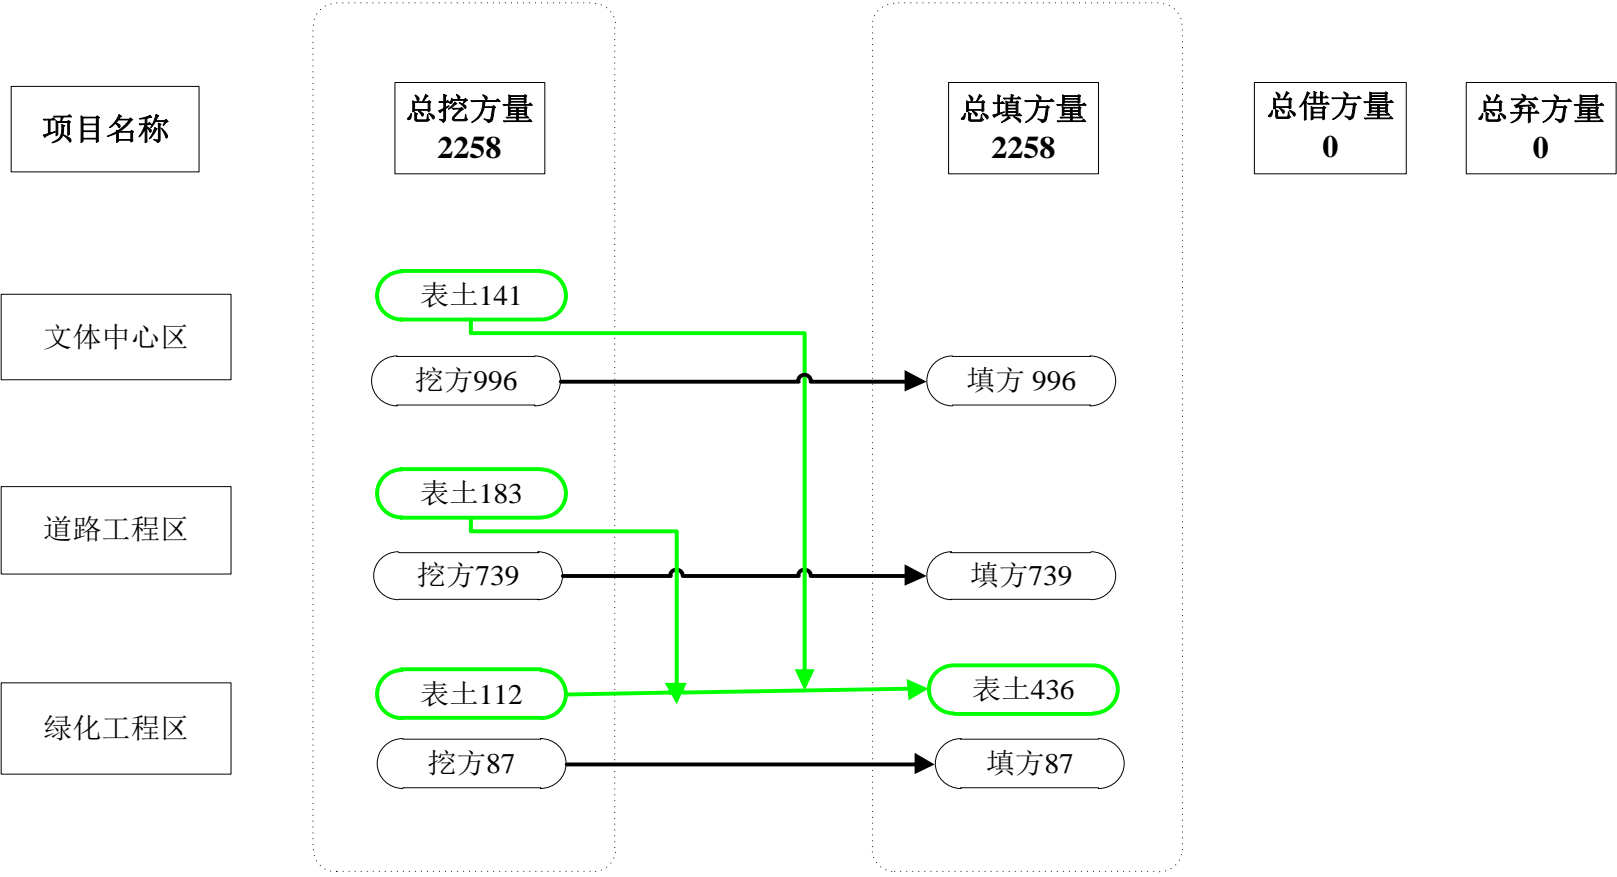 项目名称
总挖方量
2258
总填方量
2258
总借方量
0
总弃方量
0
文体中心区
表土141
挖方996
填方 996
道路工程区
表土183
挖方739
填方739
绿化工程区
表土112
表土436
挖方87
填方87